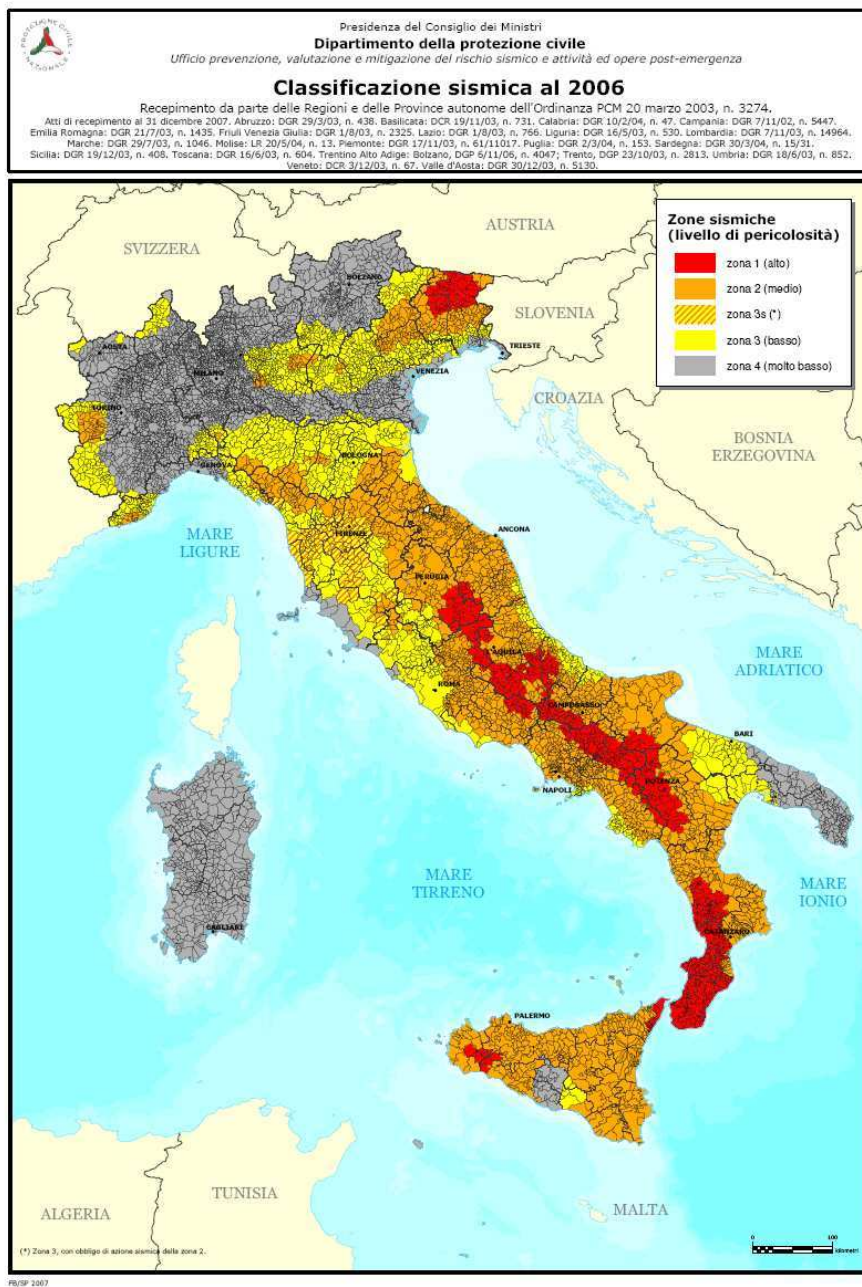 PROTEZIONE CIVILE
NAZIONALE
Presidenza del Consiglio dei Ministri
Dipartimento della protezione civile
Ufficio prevenzione, valutazione e mitigazione del rischio sismico e attività ed opere post-emergenza
Classificazione sismica al 2006
Recepimento da parte delle Regioni e delle Province autonome dell'Ordinanza PCM 20 marzo 2003, n. 3274.
Atti di recepimento al 31 dicembre 2007. Abruzzo: DGR 29/3/03, n. 438. Basilicata: DCR 19/11/03, n. 731. Calabria: DGR 10/2/04, n. 47. Campania: DGR 7/11/02, n. 5447.
Emilia Romagna: DGR 21/7/03, n. 1435. Friuli Venezia Giulia: DGR 1/8/03, n. 2325. Lazio: DGR 1/8/03, n. 766. Liguria: DGR 16/5/03, n. 530. Lombardia: DGR 7/11/03, n. 14964.
Marche: DGR 29/7/03, n. 1046. Molise: LR 20/5/04, n. 13. Piemonte: DGR 17/11/03, n. 61/11017. Puglia: DGR 2/3/04, n. 153. Sardegna: DGR 30/3/04, n. 15/31.
Sicilia: DGR 19/12/03, n. 408. Toscana: DGR 16/6/03, n. 604. Trentino Alto Adige: Bolzano, DGP 6/11/06, n. 4047; Trento, DGP 23/10/03, n. 2813. Umbria: DGR 18/6/03, n. 852.
Veneto: DCR 3/12/03, n. 67. Valle d'Aosta: DGR 30/12/03, n. 5130.
Zone sismiche
(livello di pericolosità)
zona 1 (alto)
zona 2 (medio)
zona 3s (*)
zona 3 (basso)
zona 4 (molto basso)
AUSTRIA
SVIZZERA
BOLZANO
SLOVENIA
AOSTA
TRIESTE
MILANO
VENEZIA
CROAZIA
TORINO
BOSNIA
ERZEGOVINA
BOLOGNA
GENOVA
MARE
LIGURE
ANCONA
FIRENZE
PERUGIA
L'AQUILA
MARE
ADRIATICO
ROMA
CAMPOBASSO
BARI
POTENZA
NAPOLI
MARE
TIRRENO
MARE
IONIO
CAGLIARI
CATANZARO
PALERMO
TUNISIA
ALGERIA
MALTA
(*) Zona 3, con obbligo di azione sismica della zona 2.
0
100
kilometri
FB/SP 2007